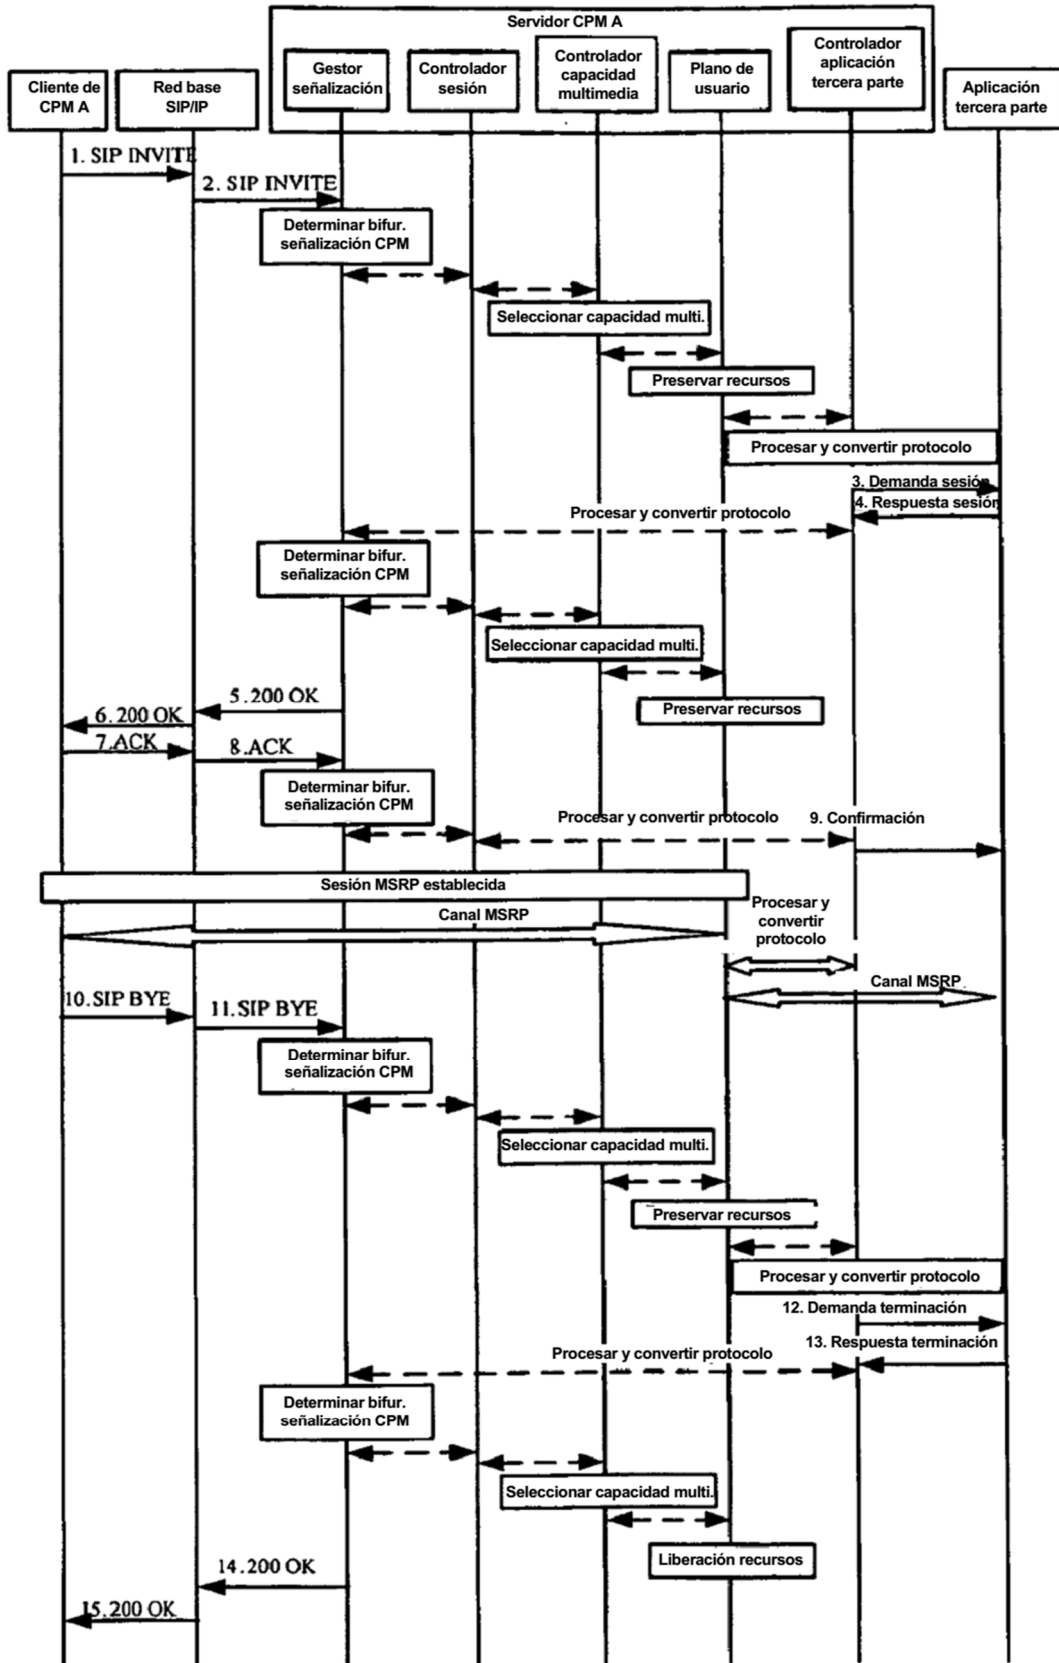 Servidor CPM A
Cliente de
CPM A
Red base
SIP/IP
Gestor
señalización
Controlador
sesión
Controlador
capacidad
multimedia
Plano de
usuario
Controlador
aplicación
tercera parte
Aplicación
tercera parte
1. SIP INVITE
2. SIP INVITE
Determinar bifur.
señalización CPM
Seleccionar capacidad multi.
Preservar recursos
Procesar y convertir protocolo
3. Demanda sesión
4. Respuesta sesión
Procesar y convertir protocolo
Determinar bifur.
señalización CPM
Seleccionar capacidad multi.
Preservar recursos
5. 200 OK
6. 200 OK
7.ACK
8.ACK
Determinar bifur.
señalización CPM
Procesar y convertir protocolo
9. Confirmación
Sesión MSRP establecida
Canal MSRP
Procesar y
convertir
protocolo
Canal MSRP
10. SIP BYE
11. SIP BYE
Determinar bifur.
señalización CPM
Seleccionar capacidad multi.
Preservar recursos
Procesar y convertir protocolo
12. Demanda terminación
13. Respuesta terminación
Procesar y convertir protocolo
Determinar bifur.
señalización CPM
Seleccionar capacidad multi.
Liberación recursos
14. 200 OK
15. 200 OK